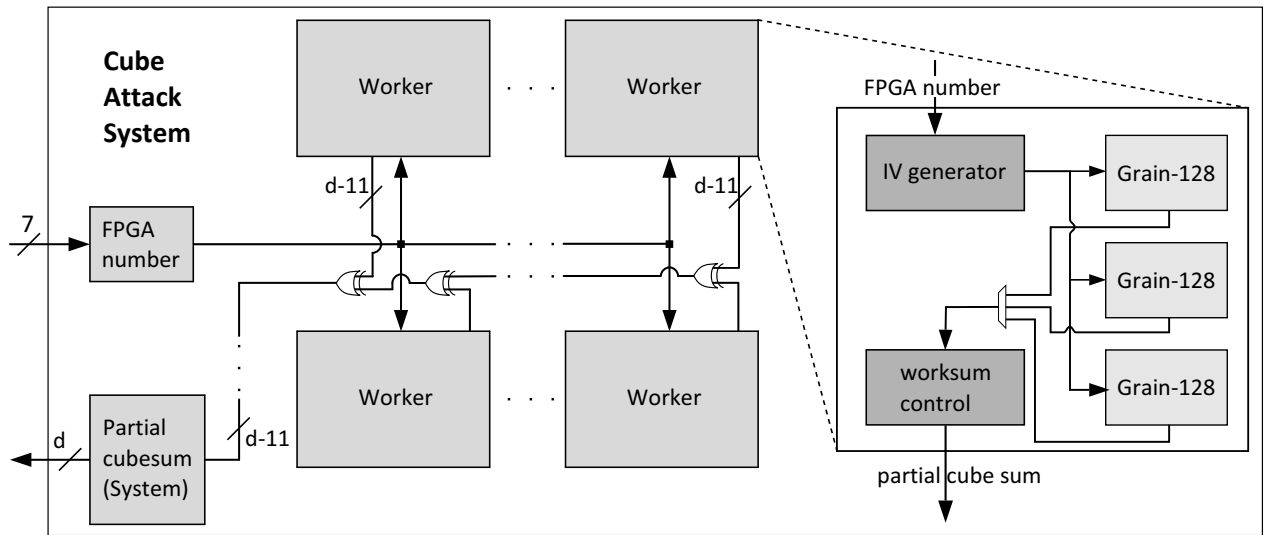 Cube
Attack
System
Worker
. . .
Worker
d-11
d-11
7
FPGA
number
. . .
. . .
Worker
. . .
Worker
d
Partial
cubesum
(System)
d-11
FPGA number
IV generator
Grain-128
Grain-128
worksum
control
Grain-128
partial cube sum